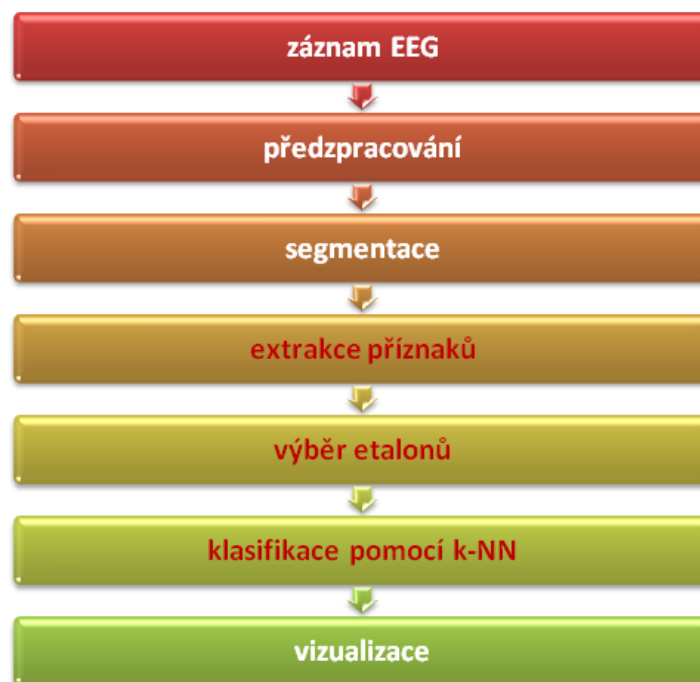 záznam EEG
předzpracování
segmentace
extrakce příznaků
výběr etalonů
klasifikace pomocí k-NN
vizualizace